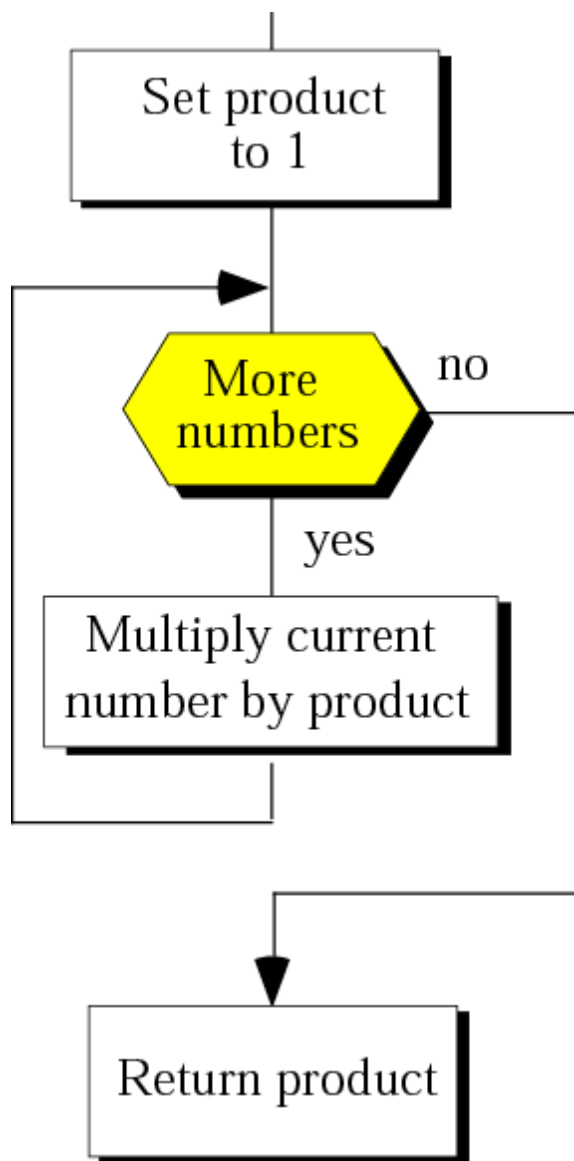 Set product
to 1
More
numbers
no
yes
Multiply current
number by product
Return product